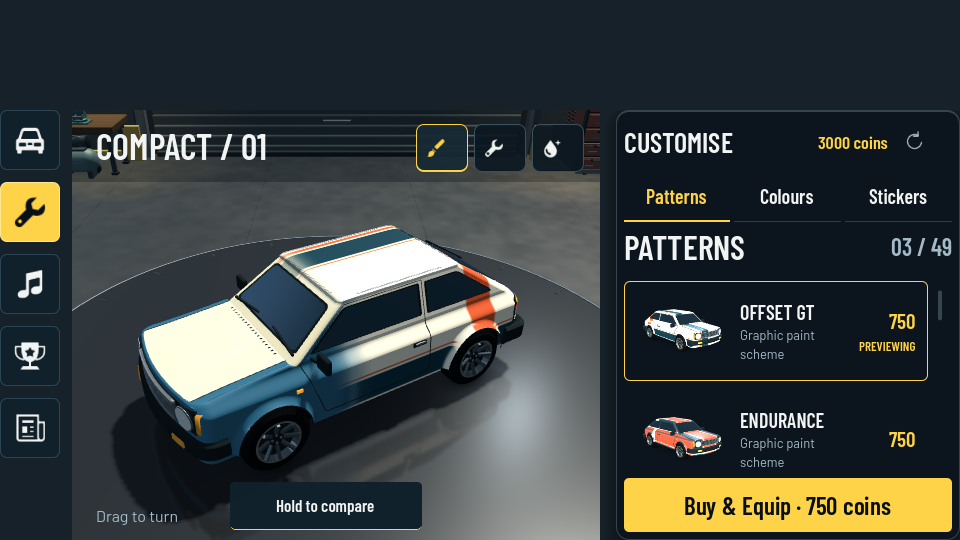 COMPACT / 01
Drag to turn
Hold to compare
CUSTOMISE
3000 coins
Patterns
Colours
Stickers
PATTERNS
03 / 49
OFFSET GT
Graphic paint
scheme
750
PREVIEWING
ENDURANCE
Graphic paint
scheme
750
Buy & Equip · 750 coins